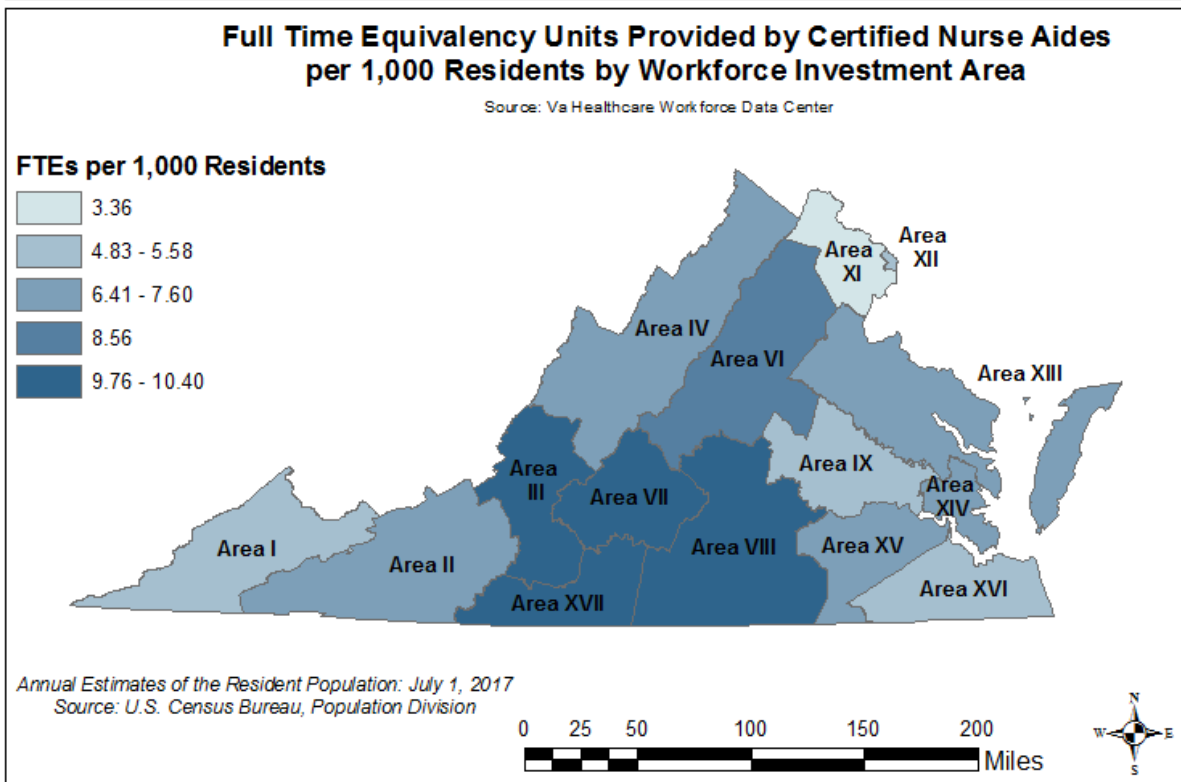 Full Time Equivalency Units Provided by Certified Nurse Aides
per 1,000 Residents by Workforce Investment Area
Source: Va Healthcare Workforce Data Center
FTEs per 1,000 Residents
3.36
4.83 - 5.58
6.41 - 7.60
8.56
9.76 - 10.40
Area
XII
Area
XI
Area IV
Area VI
Area XIII
Area
III
Area VII
Area IX
Area
XIV
Area I
Area II
Area VIII
Area XV
Area XVII
Area XVI
Annual Estimates of the Resident Population: July 1, 2017
Source: U.S. Census Bureau, Population Division
0 25 50 100 150 200
Miles
N
W E
S